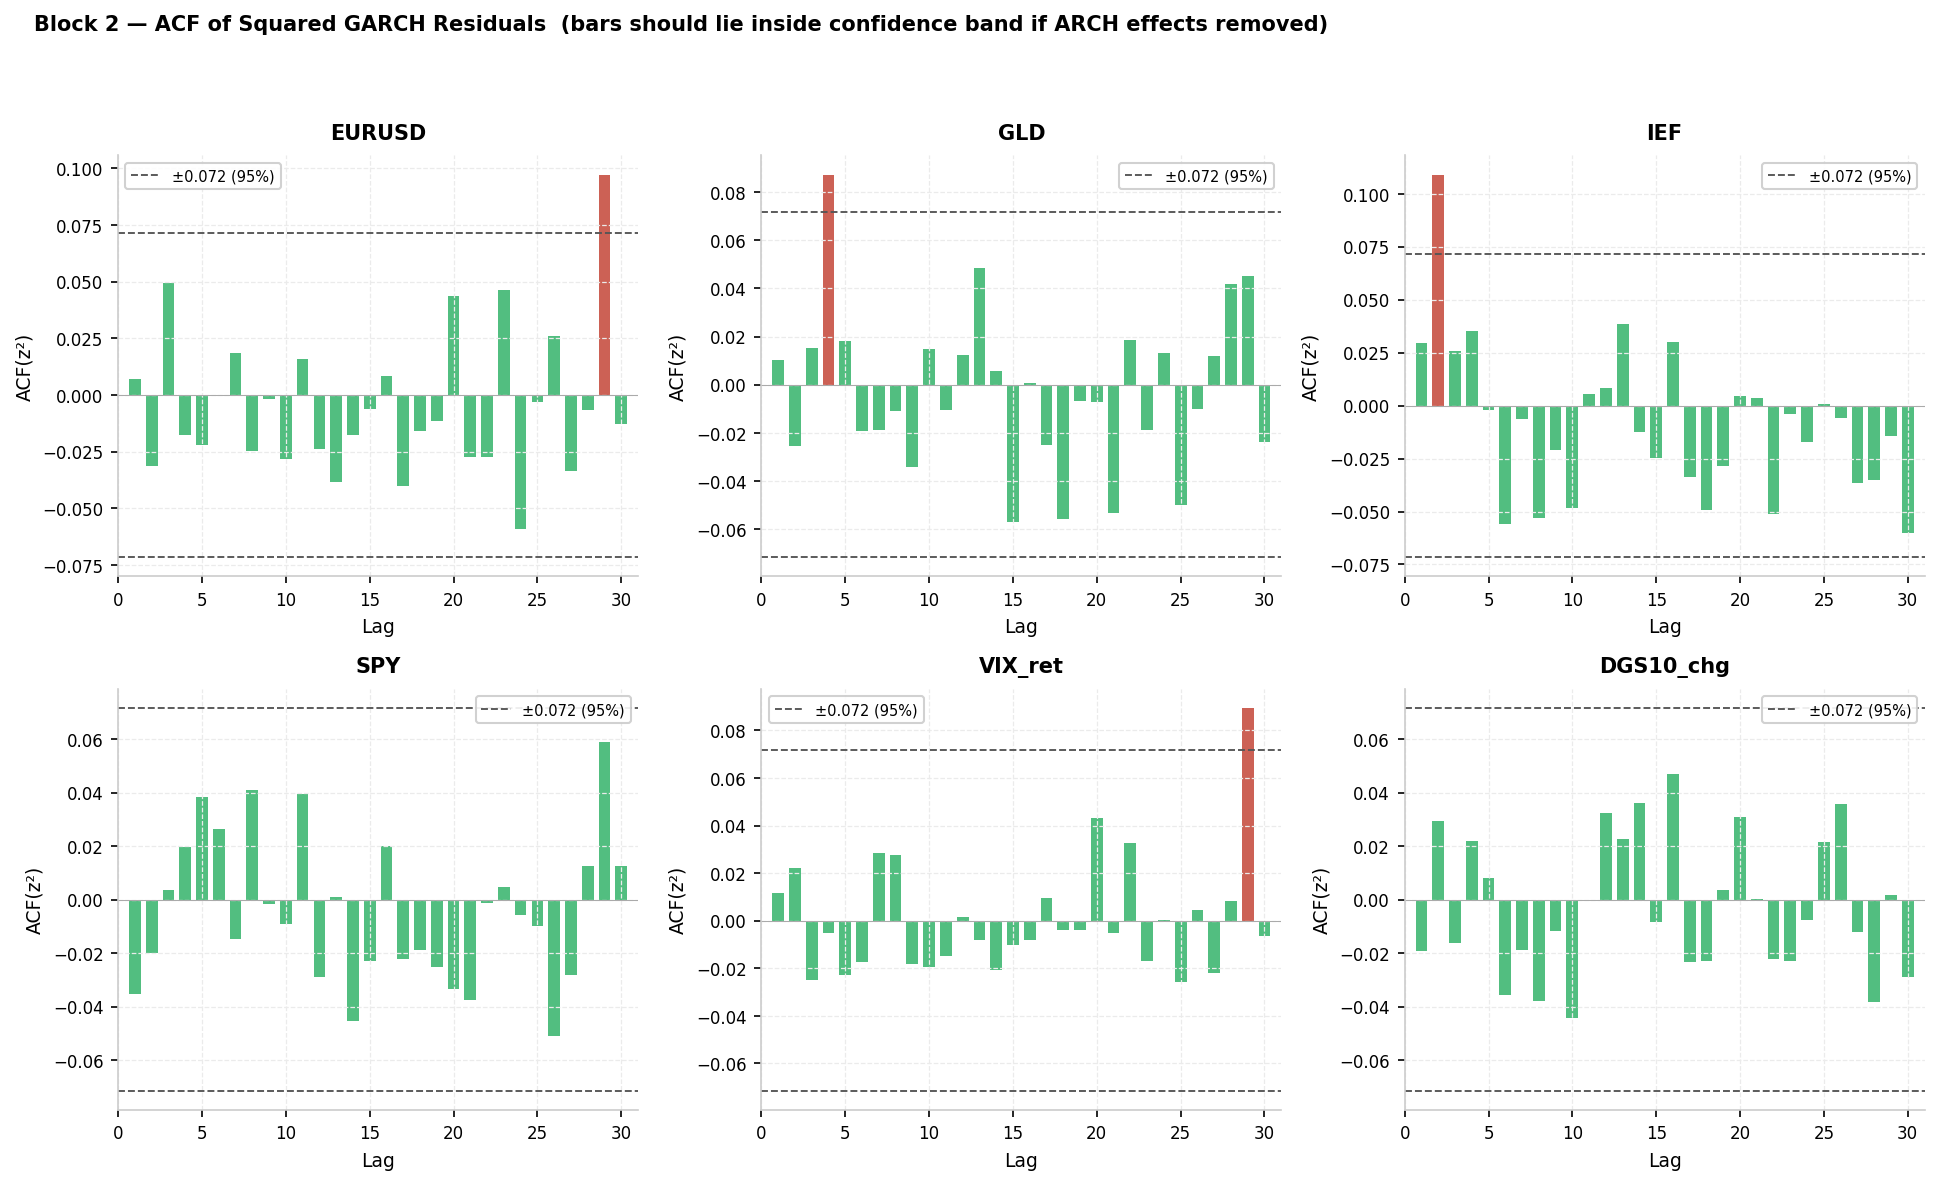 Block 2 — ACF of Squared GARCH Residuals  (bars should lie inside confidence band if ARCH effects removed)
EURUSD
±0.072 (95%)
ACF(z²)
0.100
0.075
0.050
0.025
0.000
−0.025
−0.050
−0.075
0 5 10 15 20 25 30
Lag
GLD
±0.072 (95%)
ACF(z²)
0.08
0.06
0.04
0.02
0.00
−0.02
−0.04
−0.06
0 5 10 15 20 25 30
Lag
IEF
±0.072 (95%)
ACF(z²)
0.100
0.075
0.050
0.025
0.000
−0.025
−0.050
−0.075
0 5 10 15 20 25 30
Lag
SPY
±0.072 (95%)
ACF(z²)
0.06
0.04
0.02
0.00
−0.02
−0.04
−0.06
0 5 10 15 20 25 30
Lag
VIX_ret
±0.072 (95%)
ACF(z²)
0.08
0.06
0.04
0.02
0.00
−0.02
−0.04
−0.06
0 5 10 15 20 25 30
Lag
DGS10_chg
±0.072 (95%)
ACF(z²)
0.06
0.04
0.02
0.00
−0.02
−0.04
−0.06
0 5 10 15 20 25 30
Lag